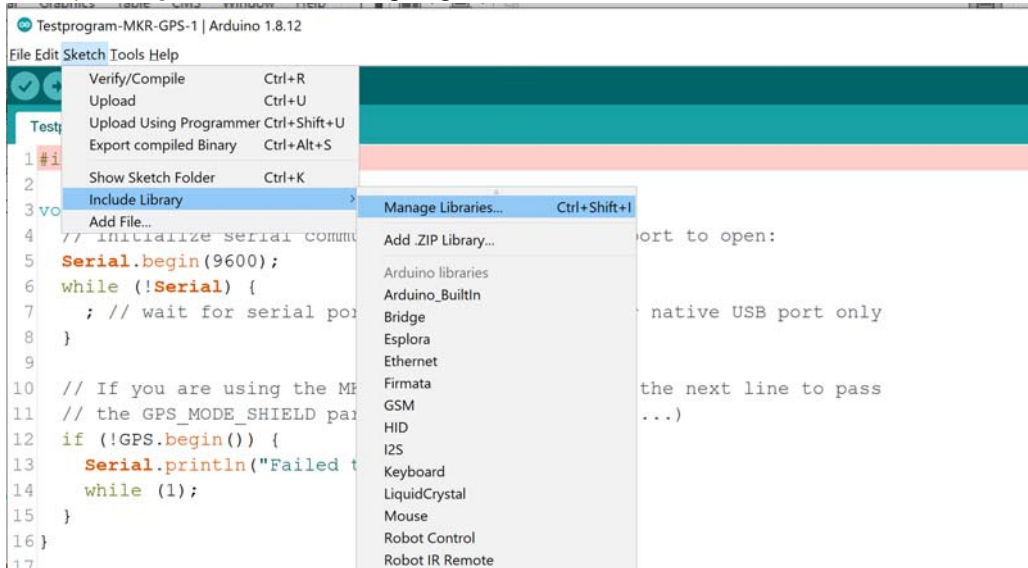 Testprogram-MKR-GPS-1 | Arduino 1.8.12
File Edit Sketch Tools Help
Verify/Compile Ctrl+R
Upload Ctrl+U
Upload Using Programmer Ctrl+Shift+U
Export compiled Binary Ctrl+Alt+S
Show Sketch Folder Ctrl+K
Include Library
Add File...
Manage Libraries... Ctrl+Shift+I
Add .ZIP Library...
Arduino libraries
Arduino_BuiltIn
Bridge
Esplora
Ethernet
Firmata
GSM
HID
I2S
Keyboard
LiquidCrystal
Mouse
Robot Control
Robot IR Remote
1 #i
2
3 vo
4 // initialize serial commu ort to open:
5 Serial.begin(9600);
6 while (!Serial) {
7 ; // wait for serial por native USB port only
8 }
9
10 // If you are using the MK the next line to pass
11 // the GPS_MODE_SHIELD par ...)
12 if (!GPS.begin()) {
13 Serial.println("Failed t
14 while (1);
15 }
16 }
17